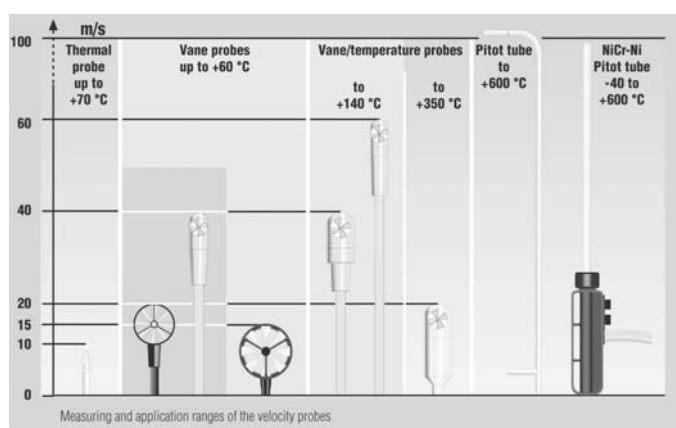 m/s
100
Thermal
probe
up to
+70 °C
Vane probes
up to +60 °C
Vane/temperature probes
to
+140 °C
to
+350 °C
Pitot tube
to
+600 °C
NiCr-Ni
Pitot tube
-40 to
+600 °C
60
40
20
15
10
0
Measuring and application ranges of the velocity probes